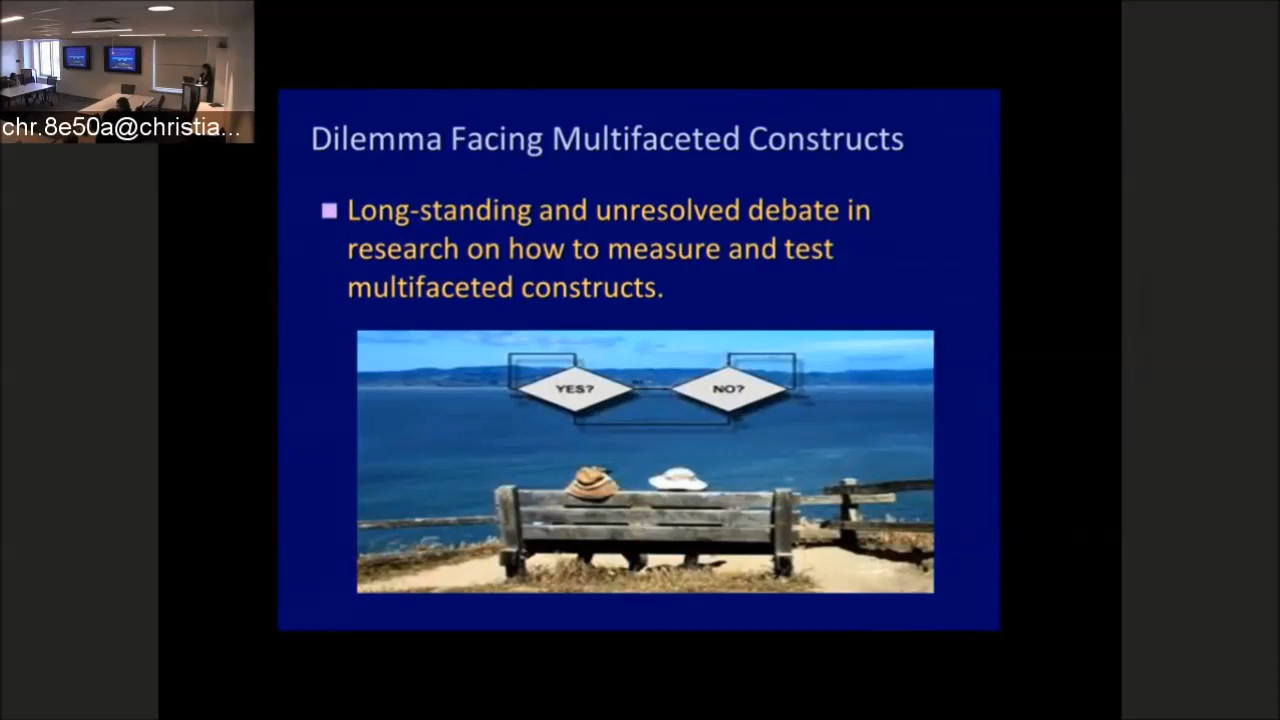 chr.8e50a@christia...
Dilemma Facing Multifaceted Constructs
Long-standing and unresolved debate in
research on how to measure and test
multifaceted constructs.
YES?
NO?